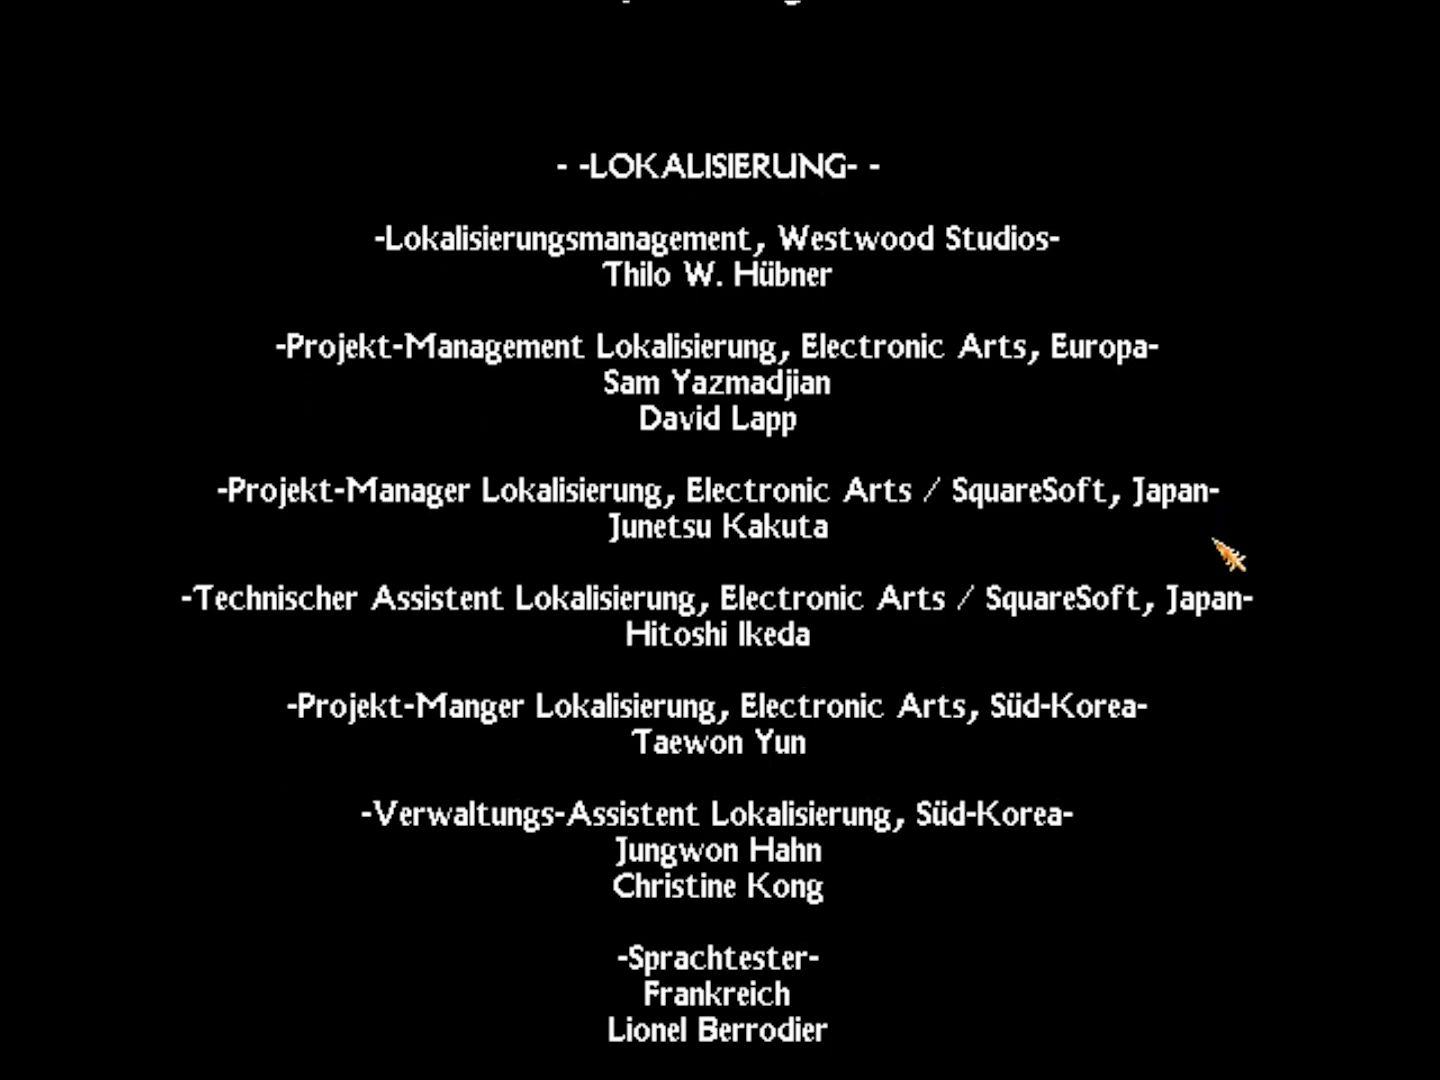 - -LOKALISIERUNG- -
-Lokalisierungsmanagement, Westwood Studios-
Thilo W. Hübner
-Projekt-Management Lokalisierung, Electronic Arts, Europa-
Sam Yazmadjian
David Lapp
-Projekt-Manager Lokalisierung, Electronic Arts / SquareSoft, Japan-
Junetsu Kakuta
-Technischer Assistent Lokalisierung, Electronic Arts / SquareSoft, Japan-
Hitoshi Ikeda
-Projekt-Manger Lokalisierung, Electronic Arts, Süd-Korea-
Taewon Yun
-Verwaltungs-Assistent Lokalisierung, Süd-Korea-
Jungwon Hahn
Christine Kong
-Sprachtester-
Frankreich
Lionel Berrodier